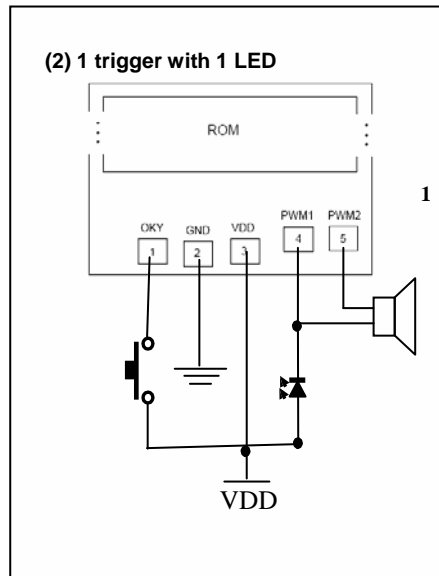 (2) 1 trigger with 1 LED
ROM
1
OKY GND VDD PWM1 PWM2
1 2 3 4 5
VDD